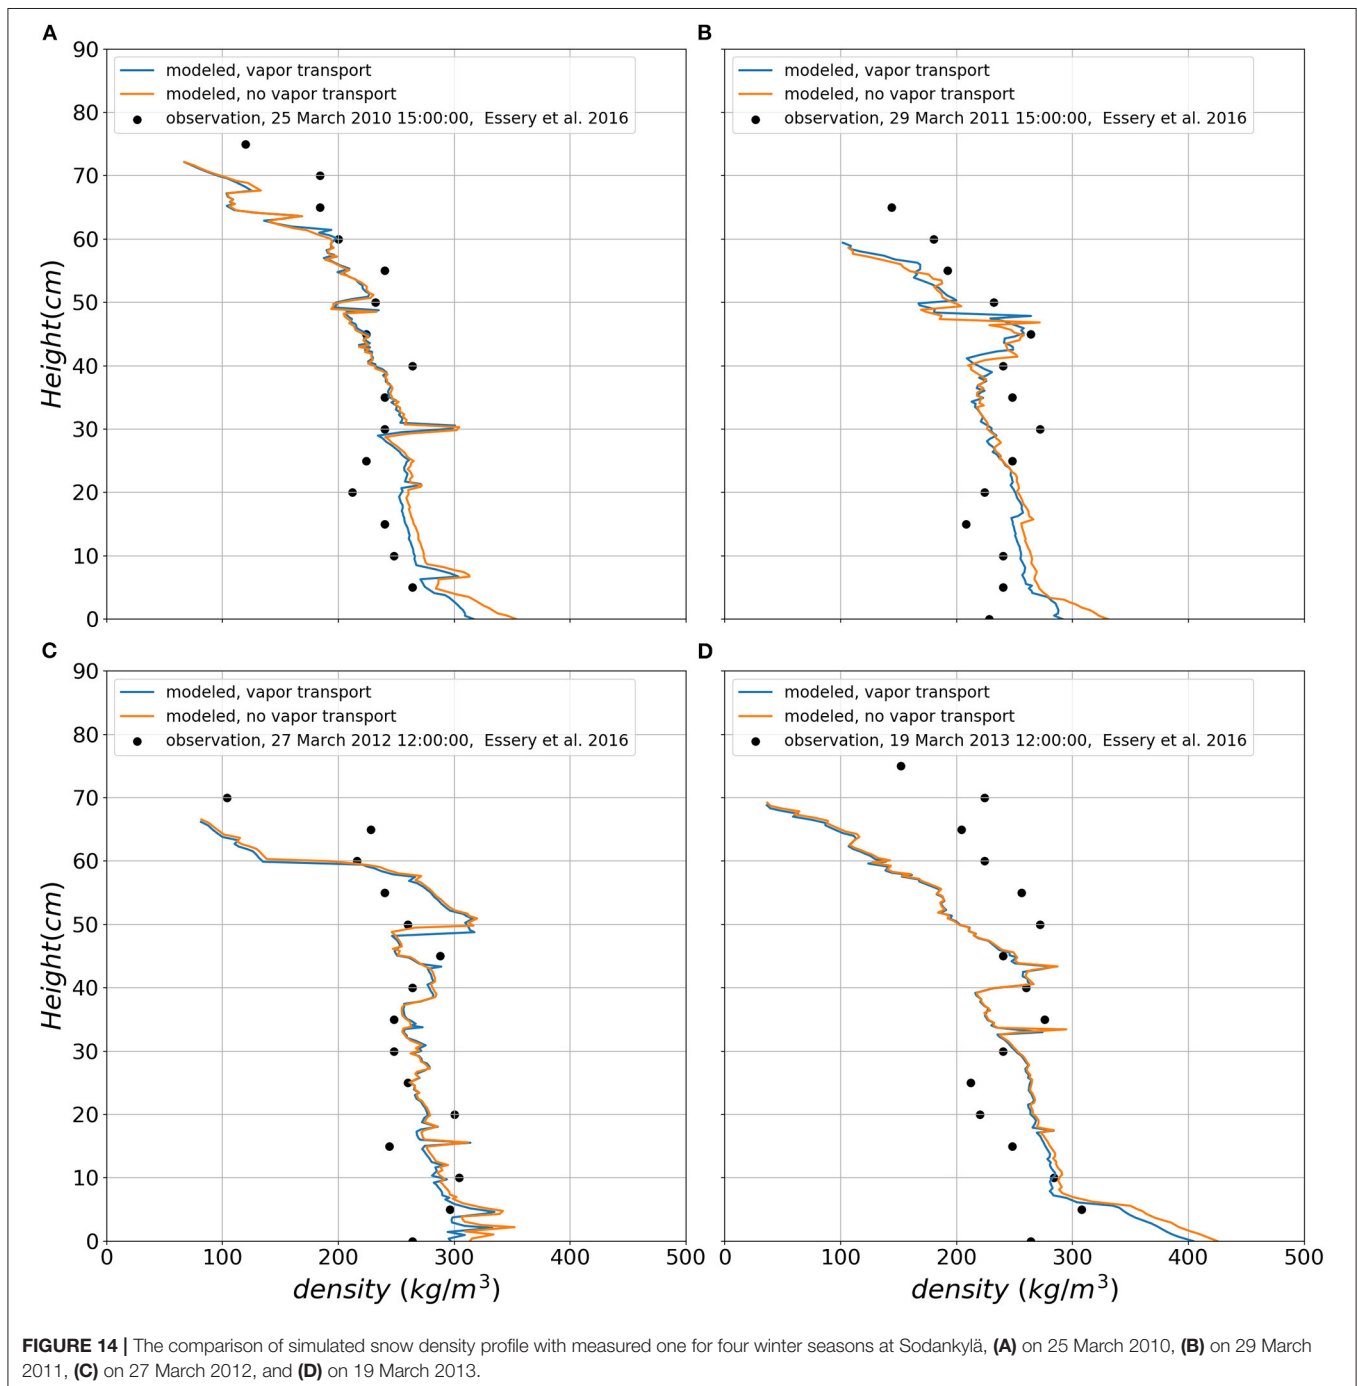 A
B
90
80
70
60
50
40
30
20
10
0
Height(cm)
modeled, vapor transport
modeled, no vapor transport
observation, 25 March 2010 15:00:00, Essery et al. 2016
modeled, vapor transport
modeled, no vapor transport
observation, 29 March 2011 15:00:00, Essery et al. 2016
C
D
90
80
70
60
50
40
30
20
10
0
Height(cm)
modeled, vapor transport
modeled, no vapor transport
observation, 27 March 2012 12:00:00, Essery et al. 2016
0 100 200 300 400 500
density (kg/m³)
modeled, vapor transport
modeled, no vapor transport
observation, 19 March 2013 12:00:00, Essery et al. 2016
0 100 200 300 400 500
density (kg/m³)
FIGURE 14 | The comparison of simulated snow density profile with measured one for four winter seasons at Sodankylä, (A) on 25 March 2010, (B) on 29 March
2011, (C) on 27 March 2012, and (D) on 19 March 2013.